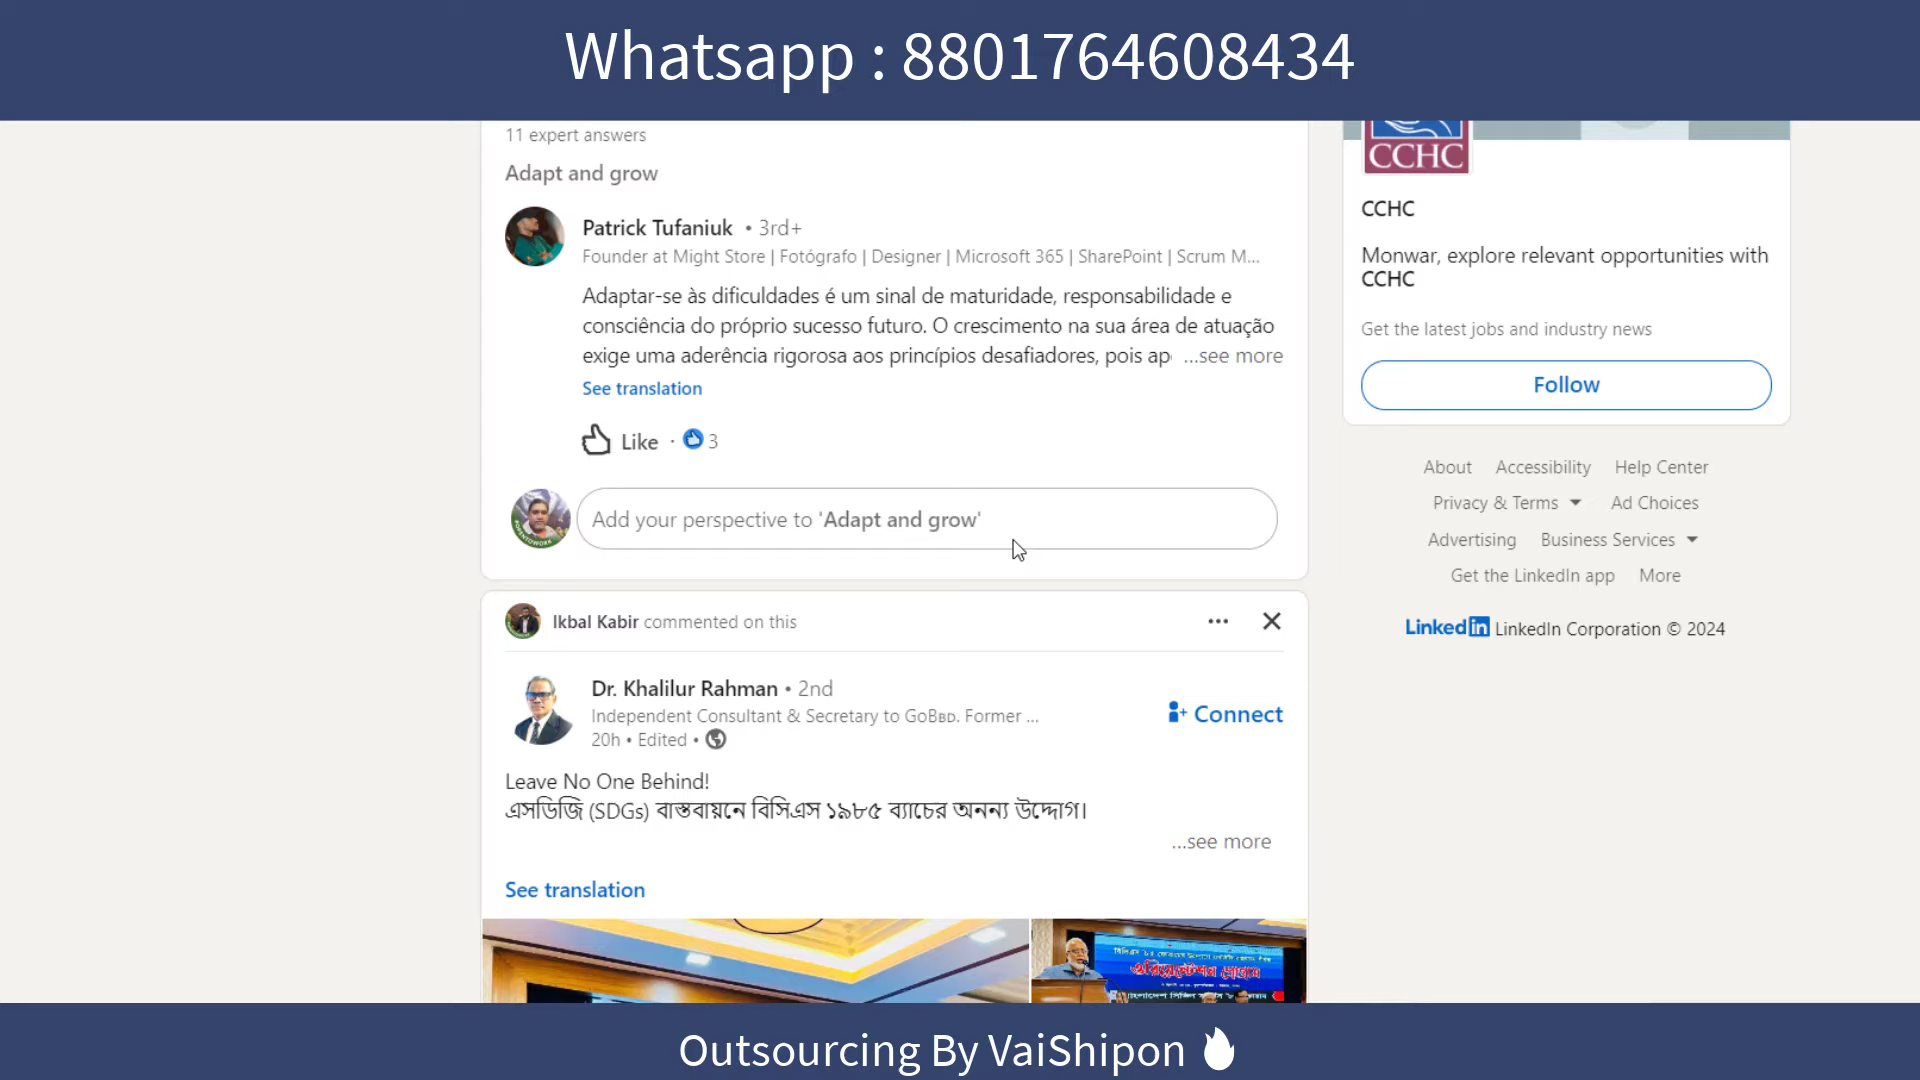 Whatsapp : 8801764608434
11 expert answers
Adapt and grow
Patrick Tufaniuk • 3rd+
Founder at Might Store | Fotógrafo | Designer | Microsoft 365 | SharePoint | Scrum M...
Adaptar-se às dificuldades é um sinal de maturidade, responsabilidade e
consciência do próprio sucesso futuro. O crescimento na sua área de atuação
exige uma aderência rigorosa aos princípios desafiadores, pois ap ...see more
See translation
Like · 3
Add your perspective to 'Adapt and grow'
Ikbal Kabir commented on this
Dr. Khalilur Rahman • 2nd
Independent Consultant & Secretary to GoBBD. Former ...
20h • Edited •
Connect
Leave No One Behind!
এসডিজি (SDGs) বাস্তবায়নে বিসিএস ১৯৮৫ ব্যাচের অনন্য উদ্দোগ।
...see more
See translation
CCHC
CCHC
Monwar, explore relevant opportunities with
CCHC
Get the latest jobs and industry news
Follow
About Accessibility Help Center
Privacy & Terms Ad Choices
Advertising Business Services
Get the LinkedIn app More
LinkedIn LinkedIn Corporation © 2024
Outsourcing By VaiShipon